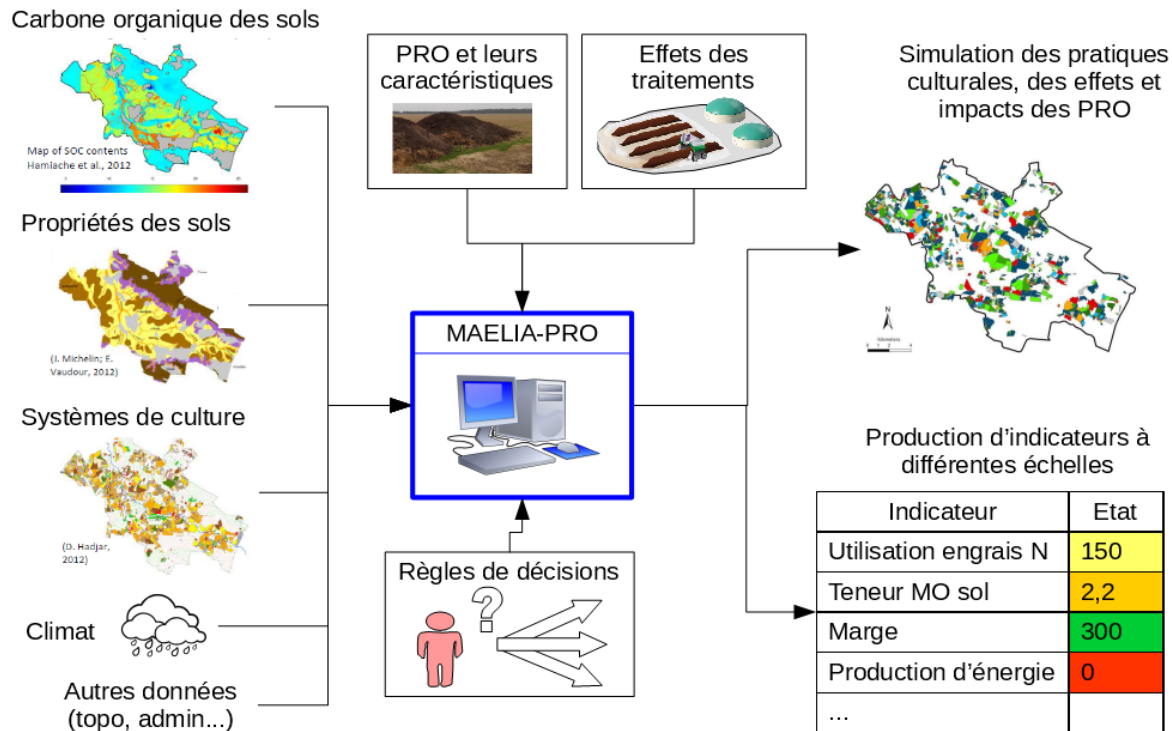 Carbone organique des sols
Map of SOC contents
Hamiache et al., 2012
Propriétés des sols
(J. Michelin; E.
Vaudour, 2012)
Systèmes de culture
(D. Hadjar,
2012)
Climat
Autres données
(topo, admin...)
PRO et leurs
caractéristiques
Effets des
traitements
MAELIA-PRO
Règles de décisions
?
Simulation des pratiques
culturales, des effets et
impacts des PRO
N
Kilometers
Production d'indicateurs à
différentes échelles
Indicateur Etat
Utilisation engrais N 150
Teneur MO sol 2,2
Marge 300
Production d'énergie 0
...